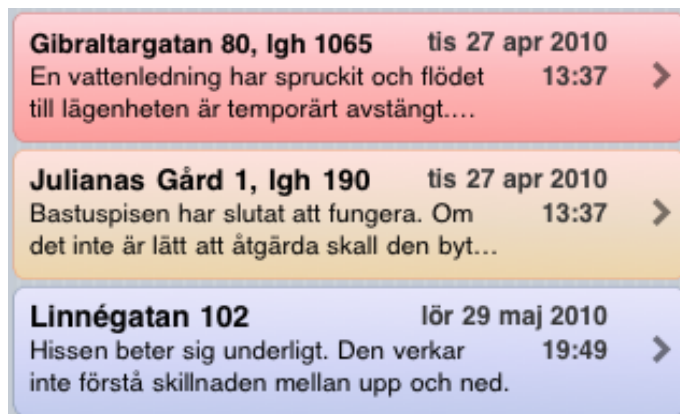 Gibraltargatan 80, lgh 1065 tis 27 apr 2010
En vattenledning har spruckit och flödet 13:37
till lägenheten är temporärt avstängt....
Julianas Gård 1, lgh 190 tis 27 apr 2010
Bastuspisen har slutat att fungera. Om 13:37
det inte är lätt att åtgärda skall den byt...
Linnégatan 102 lör 29 maj 2010
Hissen beter sig underligt. Den verkar 19:49
inte förstå skillnaden mellan upp och ned.